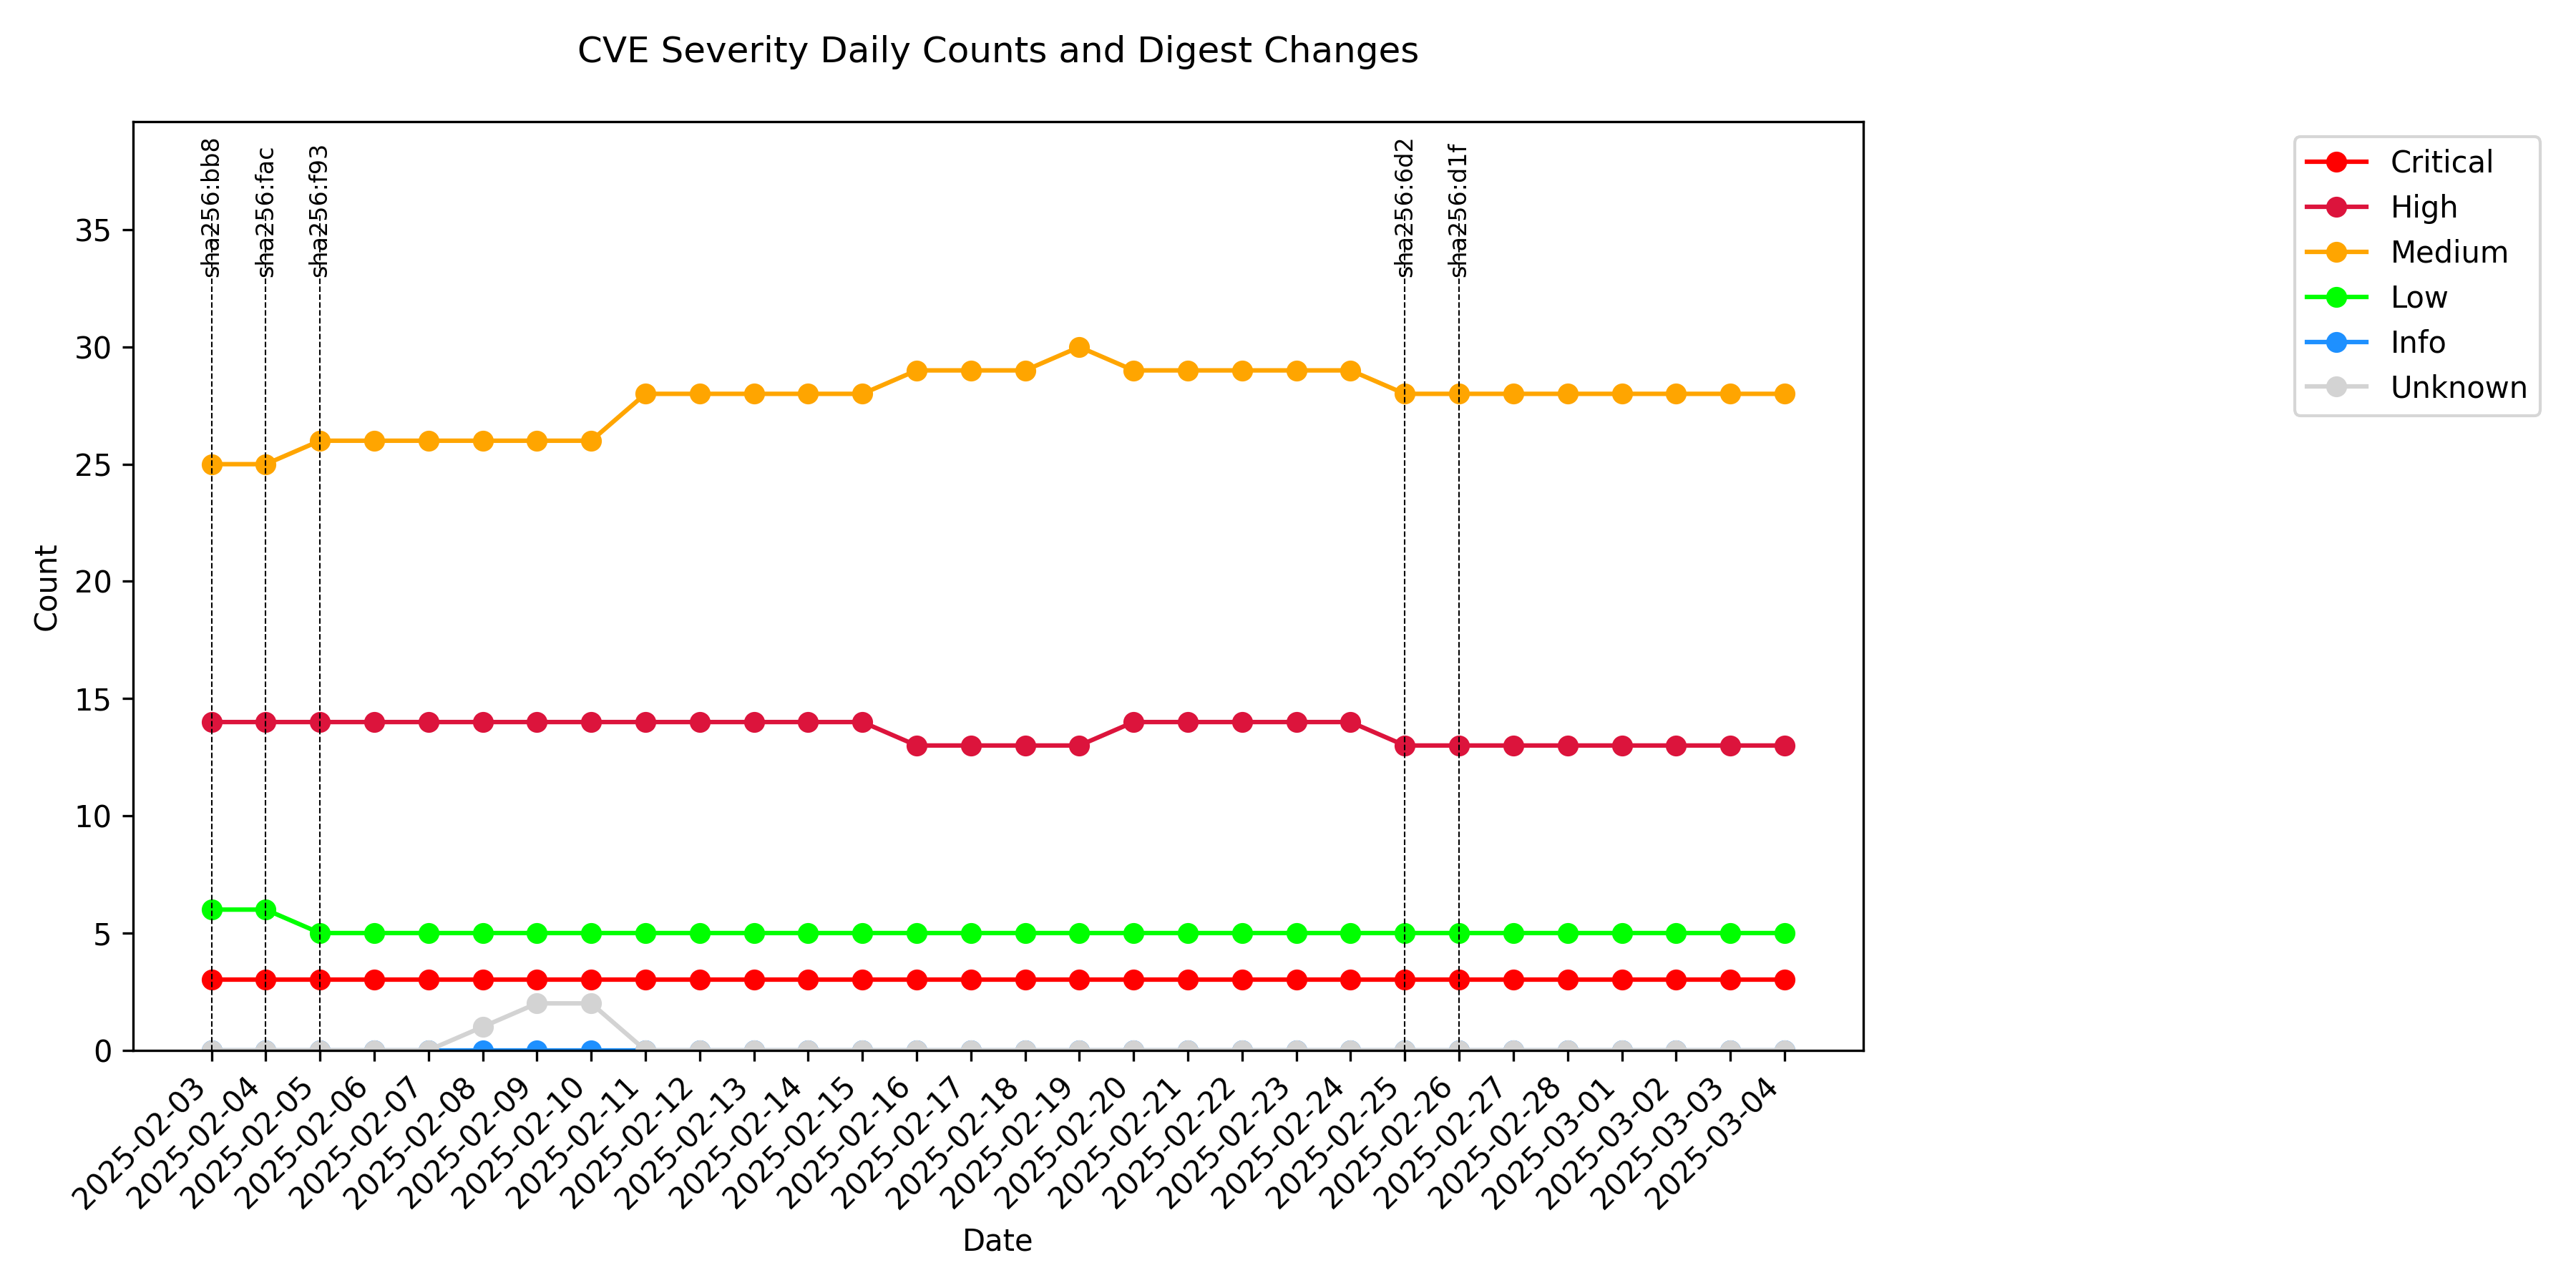 CVE Severity Daily Counts and Digest Changes
sha256:bb8
sha256:fac
sha256:f93
sha256:6d2
sha256:d1f
Critical
High
Medium
Low
Info
Unknown
Count
35
30
25
20
15
10
5
0
2025-02-03
2025-02-04
2025-02-05
2025-02-06
2025-02-07
2025-02-08
2025-02-09
2025-02-10
2025-02-11
2025-02-12
2025-02-13
2025-02-14
2025-02-15
2025-02-16
2025-02-17
2025-02-18
2025-02-19
2025-02-20
2025-02-21
2025-02-22
2025-02-23
2025-02-24
2025-02-25
2025-02-26
2025-02-27
2025-02-28
2025-03-01
2025-03-02
2025-03-03
2025-03-04
Date